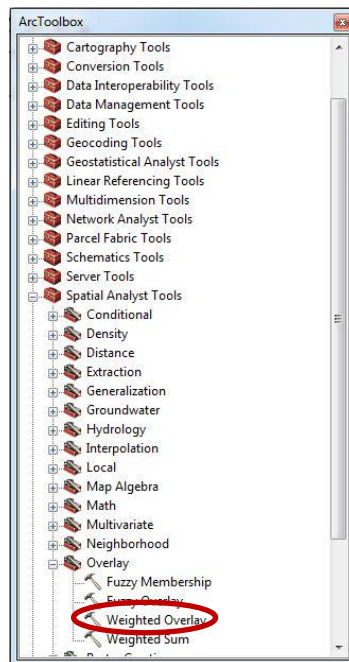 ArcToolbox
Cartography Tools
Conversion Tools
Data Interoperability Tools
Data Management Tools
Editing Tools
Geocoding Tools
Geostatistical Analyst Tools
Linear Referencing Tools
Multidimension Tools
Network Analyst Tools
Parcel Fabric Tools
Schematics Tools
Server Tools
Spatial Analyst Tools
Conditional
Density
Distance
Extraction
Generalization
Groundwater
Hydrology
Interpolation
Local
Map Algebra
Math
Multivariate
Neighborhood
Overlay
Fuzzy Membership
Fuzzy Overlay
Weighted Overlay
Weighted Sum